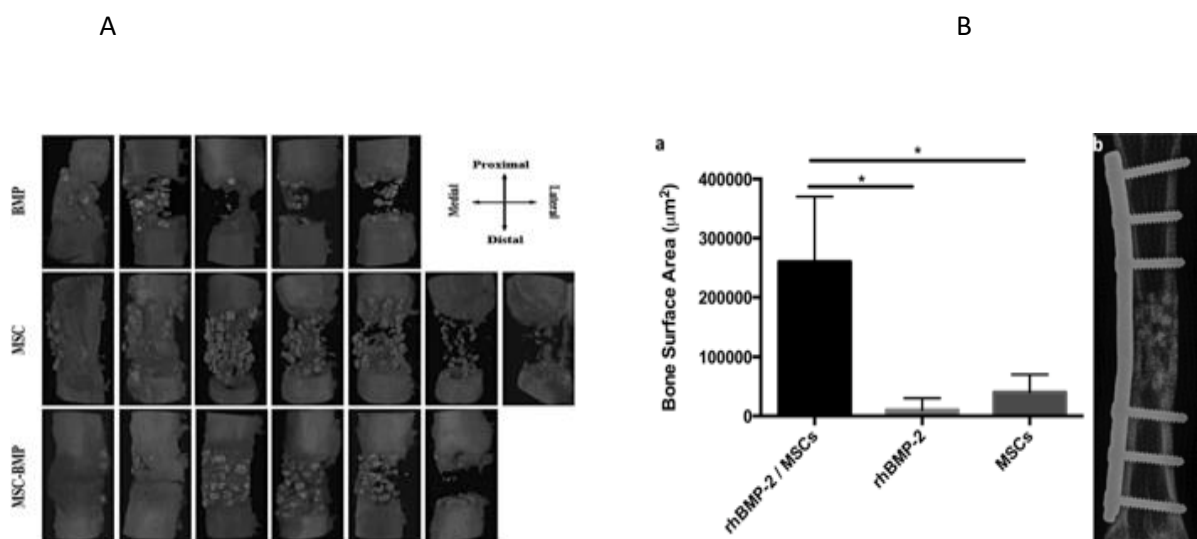 A
B
BMP
Proximal
Medial
Lateral
Distal
MSC
MSC-BMP
a
Bone Surface Area (μm²)
400000
300000
200000
100000
0
*
*
rhBMP-2 / MSCs
rhBMP-2
MSCs
b